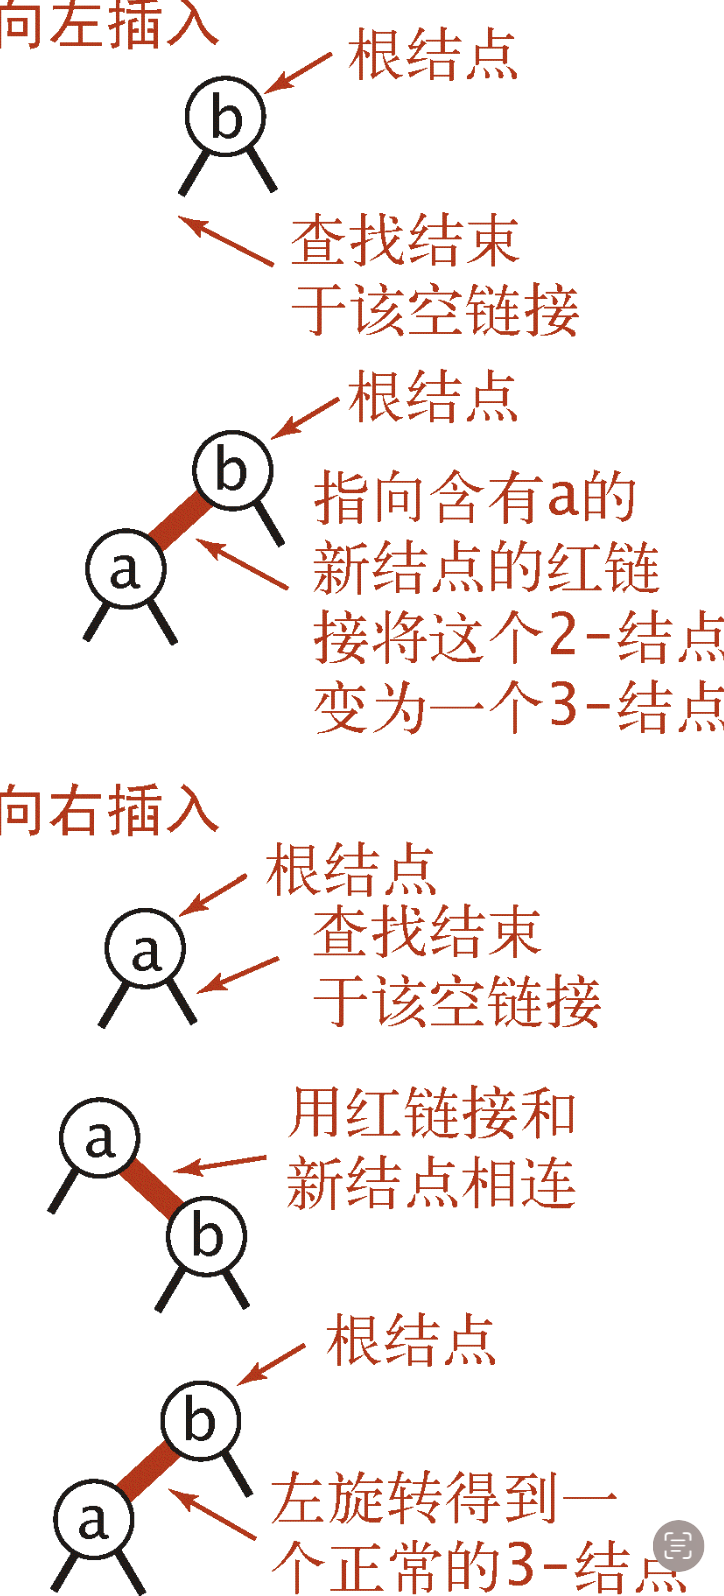 向左插入
根结点
b
查找结束
于该空链接
根结点
b
指向含有a的
a
新结点的红链
接将这个2-结点
变为一个3-结点
向右插入
根结点
a
查找结束
于该空链接
a
用红链接和
新结点相连
b
根结点
b
a
左旋转得到一
个正常的3-结点